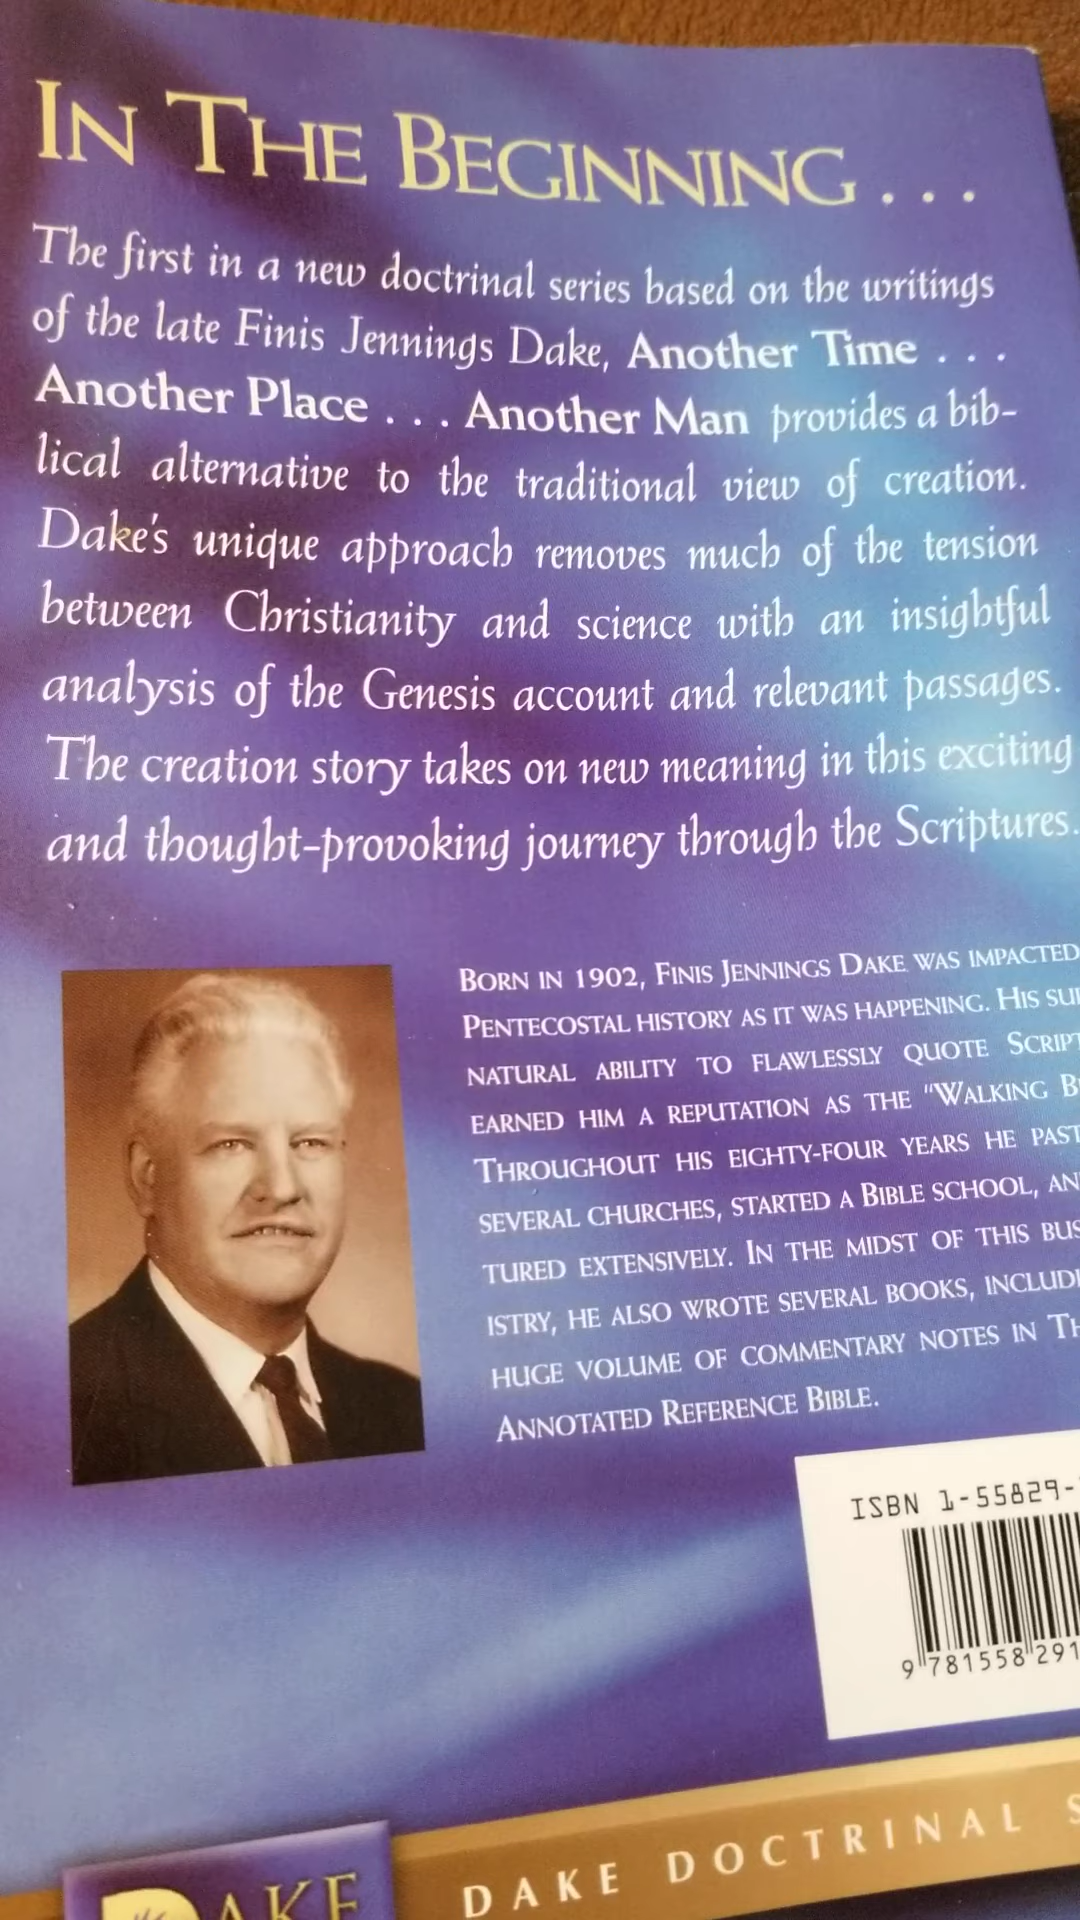 IN THE BEGINNING . . .
The first in a new doctrinal series based on the writings
of the late Finis Jennings Dake, Another Time . . .
Another Place . . . Another Man provides a bib-
lical alternative to the traditional view of creation.
Dake's unique approach removes much of the tension
between Christianity and science with an insightful
analysis of the Genesis account and relevant passages.
The creation story takes on new meaning in this exciting
and thought-provoking journey through the Scriptures.
BORN IN 1902, FINIS JENNINGS DAKE WAS IMPACTED
PENTECOSTAL HISTORY AS IT WAS HAPPENING. HIS
NATURAL ABILITY TO FLAWLESSLY QUOTE
EARNED HIM A REPUTATION AS THE "WALKING
THROUGHOUT HIS EIGHTY-FOUR YEARS HE
SEVERAL CHURCHES, STARTED A BIBLE SCHOOL,
TURED EXTENSIVELY. IN THE MIDST OF THIS
ISTRY, HE ALSO WROTE SEVERAL BOOKS,
HUGE VOLUME OF COMMENTARY NOTES IN
ANNOTATED REFERENCE BIBLE.
ISBN 1-55829-
9 781558 291
DAKE
DAKE DOCTRINAL